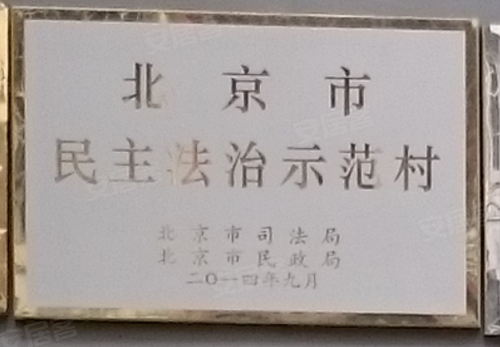 北京市
民主法治示范村
北京市司法局
北京市民政局
二〇一四年九月